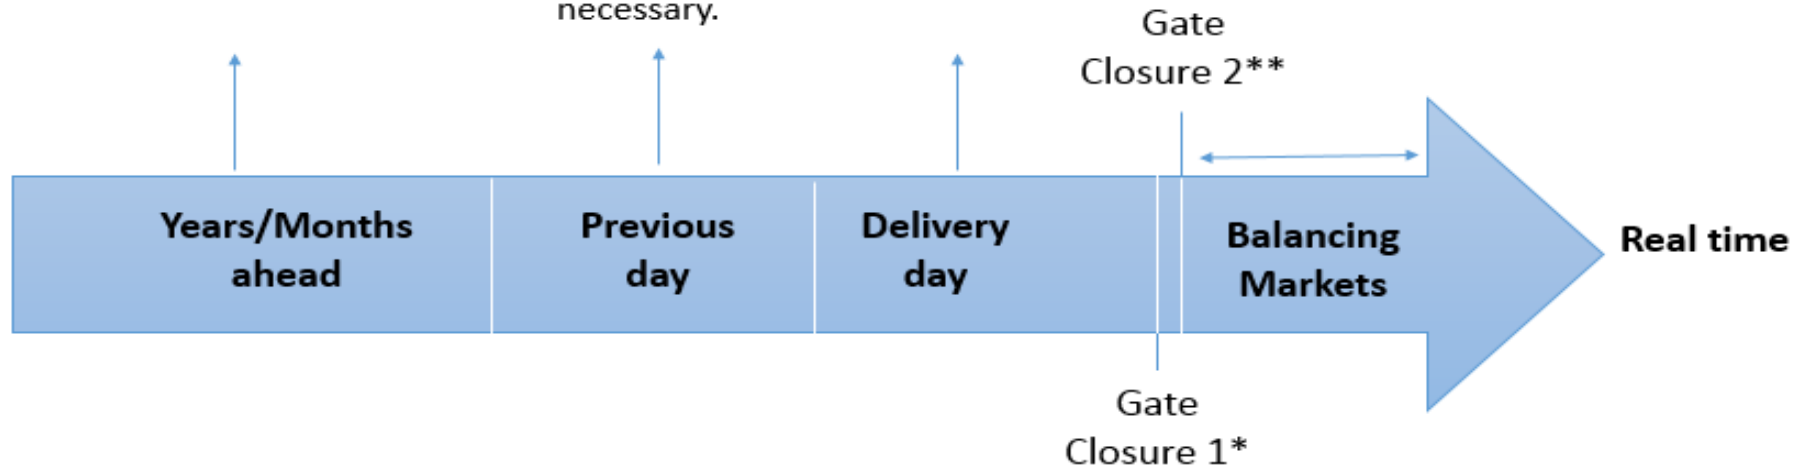 necessary.
Gate
Closure 2**
Years/Months
ahead
Previous
day
Delivery
day
Balancing
Markets
Real time
Gate
Closure 1*